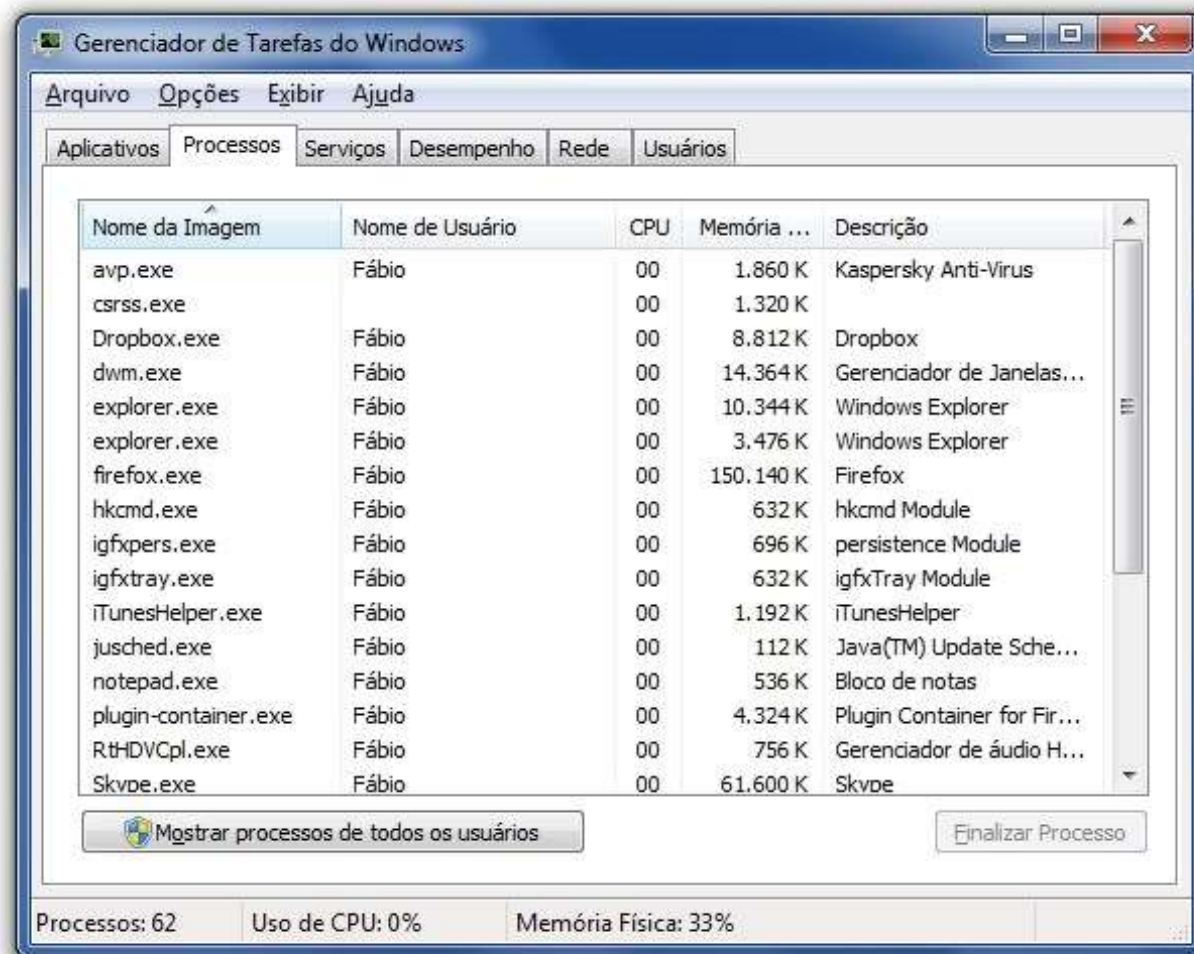 Gerenciador de Tarefas do Windows
Arquivo Opções Exibir Ajuda
Aplicativos Processos Serviços Desempenho Rede Usuários
Nome da Imagem Nome de Usuário CPU Memória ... Descrição
avp.exe Fábio 00 1.860 K Kaspersky Anti-Virus
csrss.exe 00 1.320 K
Dropbox.exe Fábio 00 8.812 K Dropbox
dwm.exe Fábio 00 14.364 K Gerenciador de Janelas...
explorer.exe Fábio 00 10.344 K Windows Explorer
explorer.exe Fábio 00 3.476 K Windows Explorer
firefox.exe Fábio 00 150.140 K Firefox
hkcmd.exe Fábio 00 632 K hkcmd Module
igfxpers.exe Fábio 00 696 K persistence Module
igfxtray.exe Fábio 00 632 K igfxTray Module
iTunesHelper.exe Fábio 00 1.192 K iTunesHelper
jusched.exe Fábio 00 112 K Java(TM) Update Sche...
notepad.exe Fábio 00 536 K Bloco de notas
plugin-container.exe Fábio 00 4.324 K Plugin Container for Fir...
RtHDVCpl.exe Fábio 00 756 K Gerenciador de áudio H...
Skype.exe Fábio 00 61.600 K Skype
Mostrar processos de todos os usuários Finalizar Processo
Processos: 62 Uso de CPU: 0% Memória Física: 33%